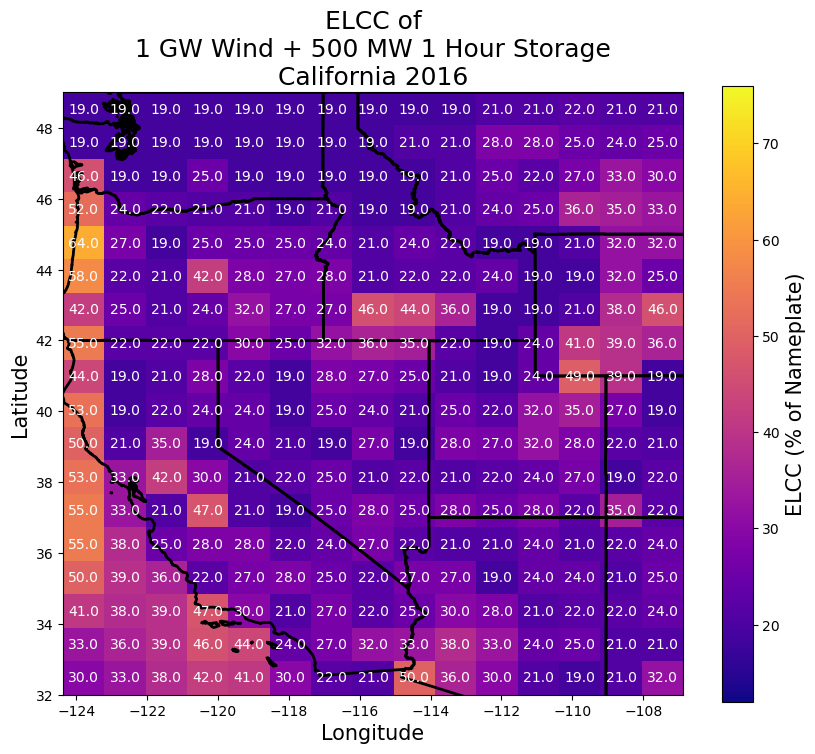 ELCC of
1 GW Wind + 500 MW 1 Hour Storage
California 2016
19.0 19.0 19.0 19.0 19.0 19.0 19.0 19.0 19.0 19.0 21.0 21.0 22.0 21.0 21.0
48
19.0 19.0 19.0 19.0 19.0 19.0 19.0 19.0 21.0 21.0 28.0 28.0 25.0 24.0 25.0
46.0 19.0 19.0 25.0 19.0 19.0 19.0 19.0 19.0 21.0 25.0 22.0 27.0 33.0 30.0
46
52.0 24.0 22.0 21.0 21.0 19.0 21.0 19.0 19.0 21.0 24.0 25.0 36.0 35.0 33.0
64.0 27.0 19.0 25.0 25.0 25.0 24.0 21.0 24.0 22.0 21.0 19.0 21.0 32.0 32.0
44
58.0 22.0 21.0 42.0 28.0 27.0 28.0 21.0 22.0 22.0 24.0 19.0 19.0 32.0 25.0
42.0 25.0 21.0 24.0 32.0 27.0 27.0 46.0 44.0 36.0 19.0 19.0 21.0 38.0 46.0
42
55.0 22.0 22.0 22.0 30.0 25.0 32.0 36.0 35.0 22.0 19.0 24.0 41.0 39.0 36.0
44.0 19.0 21.0 28.0 22.0 19.0 28.0 27.0 25.0 21.0 19.0 24.0 49.0 39.0 19.0
40
53.0 19.0 22.0 24.0 24.0 19.0 25.0 24.0 21.0 25.0 22.0 32.0 35.0 27.0 19.0
50.0 21.0 35.0 19.0 24.0 21.0 19.0 27.0 19.0 28.0 27.0 32.0 28.0 22.0 21.0
38
53.0 33.0 42.0 30.0 21.0 22.0 25.0 21.0 22.0 21.0 22.0 24.0 27.0 19.0 22.0
55.0 33.0 21.0 47.0 21.0 19.0 25.0 28.0 25.0 28.0 25.0 28.0 22.0 35.0 22.0
36
55.0 38.0 25.0 28.0 28.0 22.0 24.0 27.0 22.0 21.0 21.0 24.0 21.0 22.0 24.0
50.0 39.0 36.0 22.0 27.0 28.0 25.0 22.0 27.0 27.0 19.0 24.0 24.0 21.0 25.0
34
41.0 38.0 39.0 47.0 30.0 21.0 27.0 22.0 25.0 30.0 28.0 21.0 22.0 22.0 24.0
33.0 36.0 39.0 46.0 44.0 24.0 27.0 32.0 33.0 38.0 33.0 24.0 25.0 21.0 21.0
32
30.0 33.0 38.0 42.0 41.0 30.0 22.0 21.0 50.0 36.0 30.0 21.0 19.0 21.0 32.0
−124 −122 −120 −118 −116 −114 −112 −110 −108
Longitude
Latitude
70
60
50
40
30
20
ELCC (% of Nameplate)